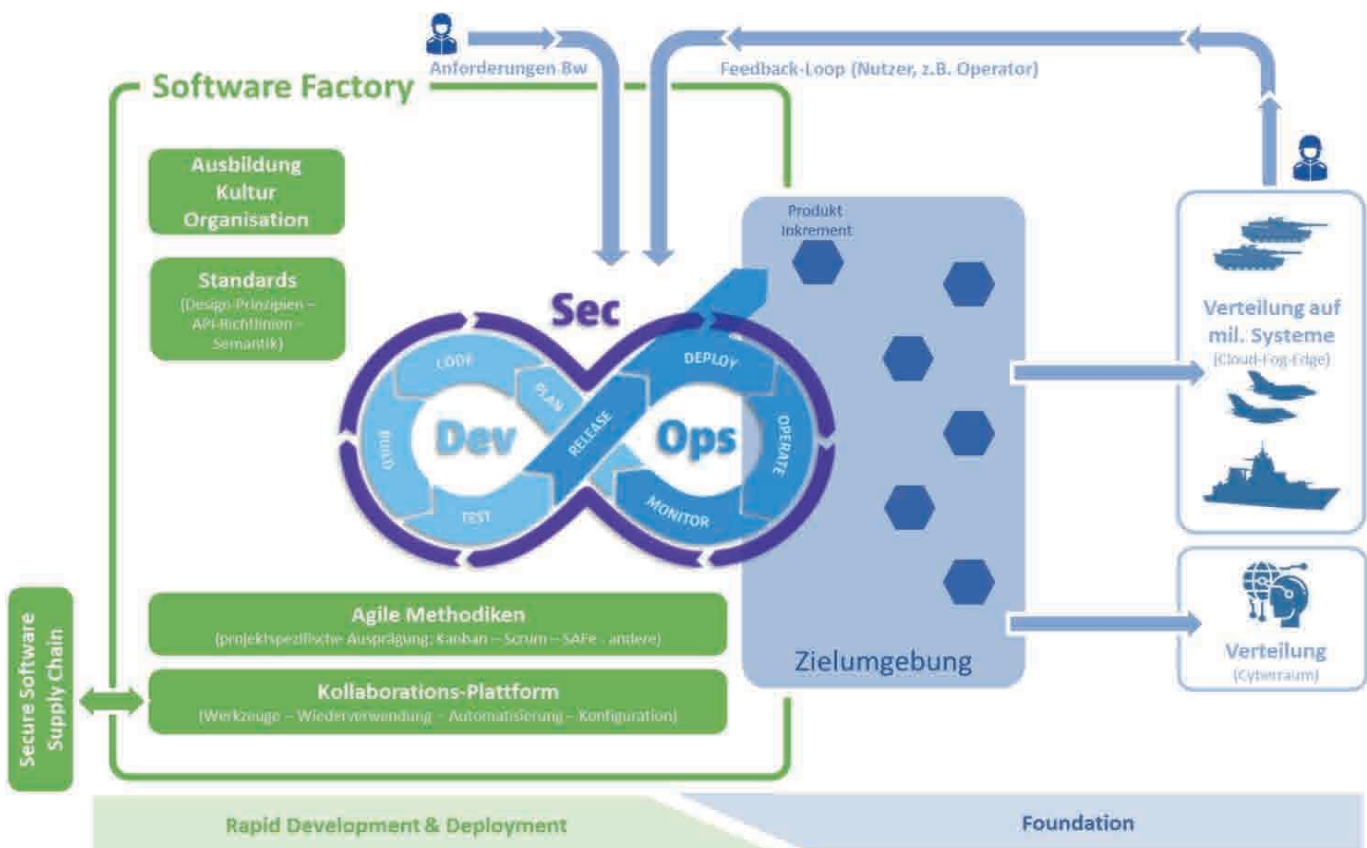 Anforderungen Bw
Feedback-Loop (Nutzer, z.B. Operator)
Software Factory
Ausbildung
Kultur
Organisation
Standards
(Design-Prinzipien –
API-Richtlinien –
Semantik)
Sec
Dev
Ops
PLAN
CODE
BUILD
TEST
RELEASE
DEPLOY
OPERATE
MONITOR
Produkt
Inkrement
Zielumgebung
Verteilung auf
mil. Systeme
(Cloud-Fog-Edge)
Verteilung
(Cyberraum)
Agile Methodiken
(projektspezifische Ausprägung: Kanban – Scrum – SAFe - andere)
Kollaborations-Plattform
(Werkzeuge – Wiederverwendung – Automatisierung – Konfiguration)
Secure Software
Supply Chain
Rapid Development & Deployment
Foundation